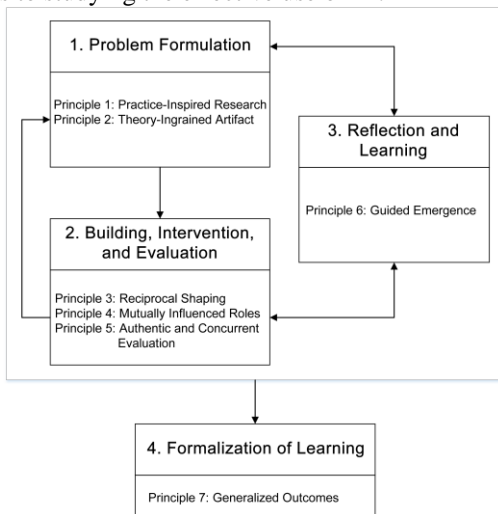 1. Problem Formulation
Principle 1: Practice-Inspired Research
Principle 2: Theory-Ingrained Artifact
3. Reflection and
Learning
Principle 6: Guided Emergence
2. Building, Intervention,
and Evaluation
Principle 3: Reciprocal Shaping
Principle 4: Mutually Influenced Roles
Principle 5: Authentic and Concurrent
Evaluation
4. Formalization of Learning
Principle 7: Generalized Outcomes